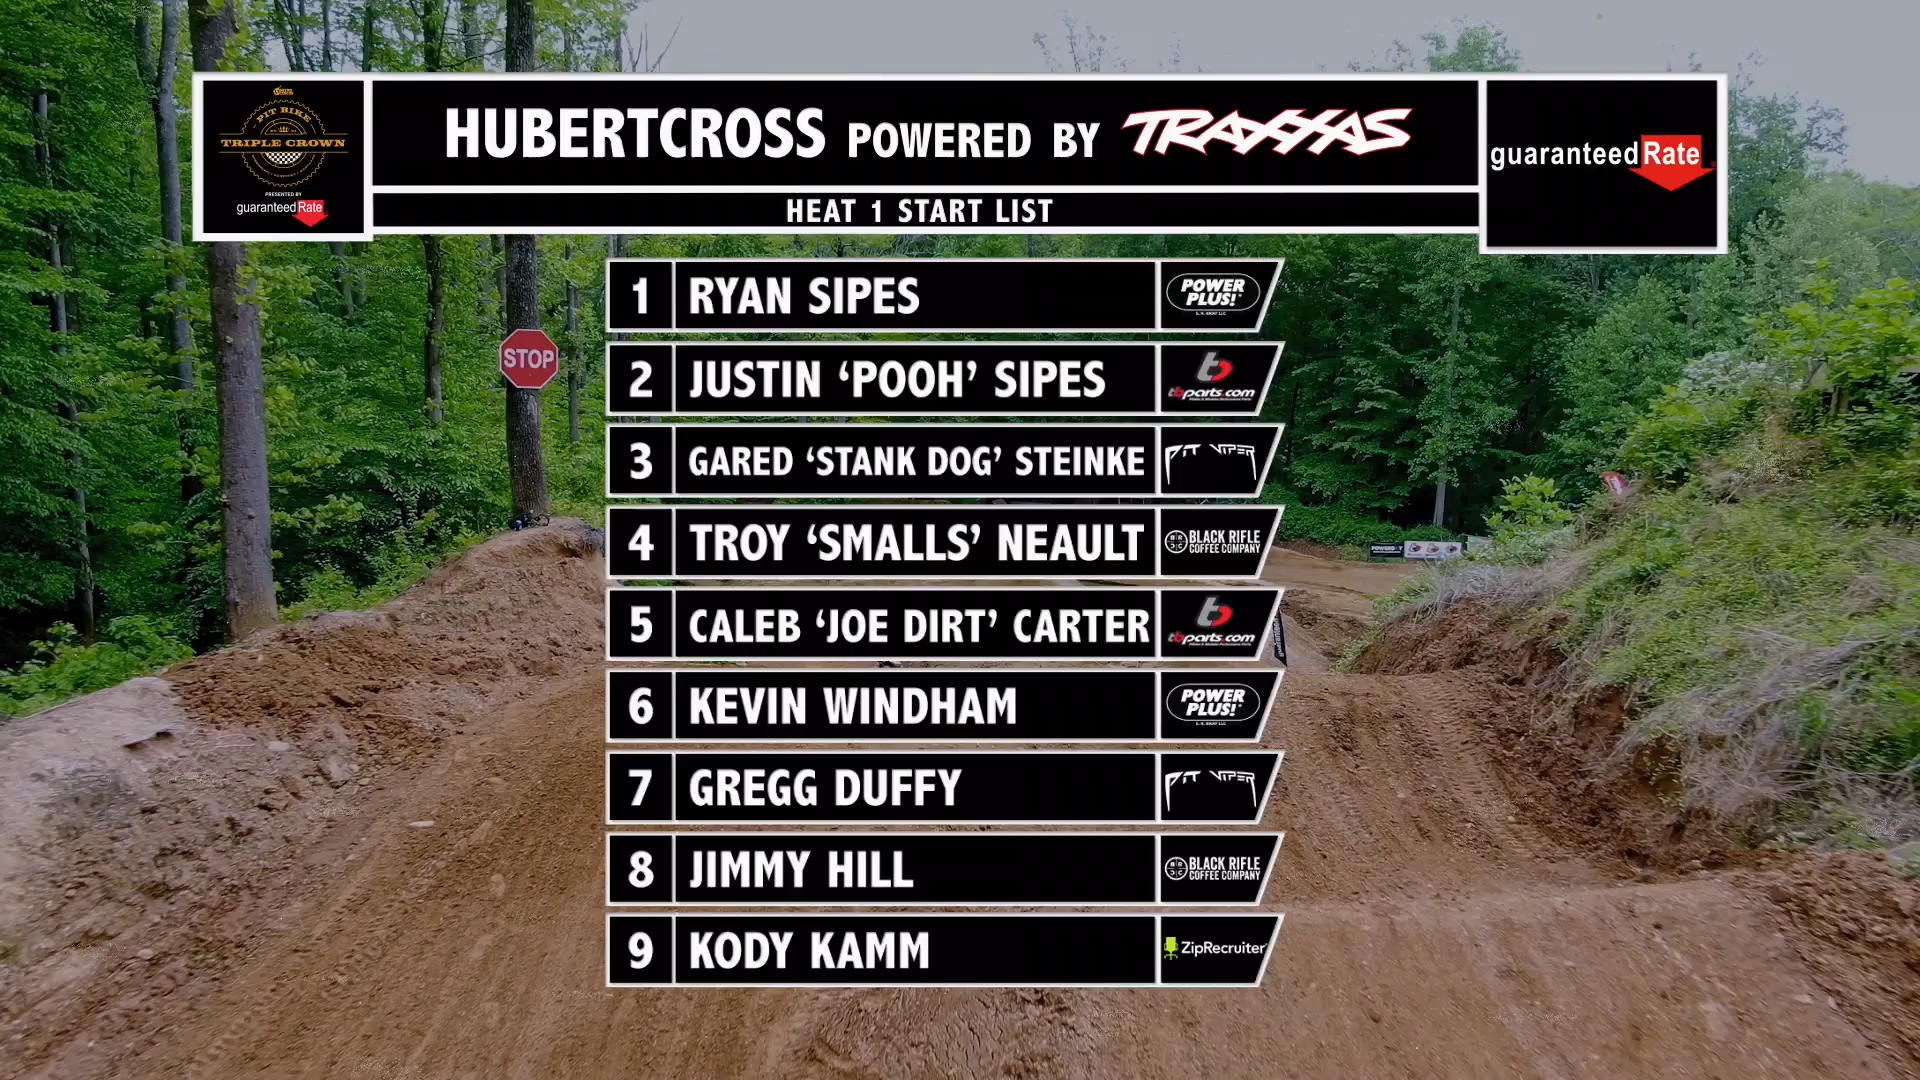 PIT BIKE
TRIPLE CROWN
PRESENTED BY
guaranteed Rate
HUBERTCROSS POWERED BY TRAXXAS
guaranteed Rate
HEAT 1 START LIST
1 RYAN SIPES POWER PLUS!
2 JUSTIN ‘POOH’ SIPES tbparts.com
3 GARED ‘STANK DOG’ STEINKE PIT VIPER
4 TROY ‘SMALLS’ NEAULT BLACK RIFLE COFFEE COMPANY
5 CALEB ‘JOE DIRT’ CARTER tbparts.com
6 KEVIN WINDHAM POWER PLUS!
7 GREGG DUFFY PIT VIPER
8 JIMMY HILL BLACK RIFLE COFFEE COMPANY
9 KODY KAMM ZipRecruiter
STOP